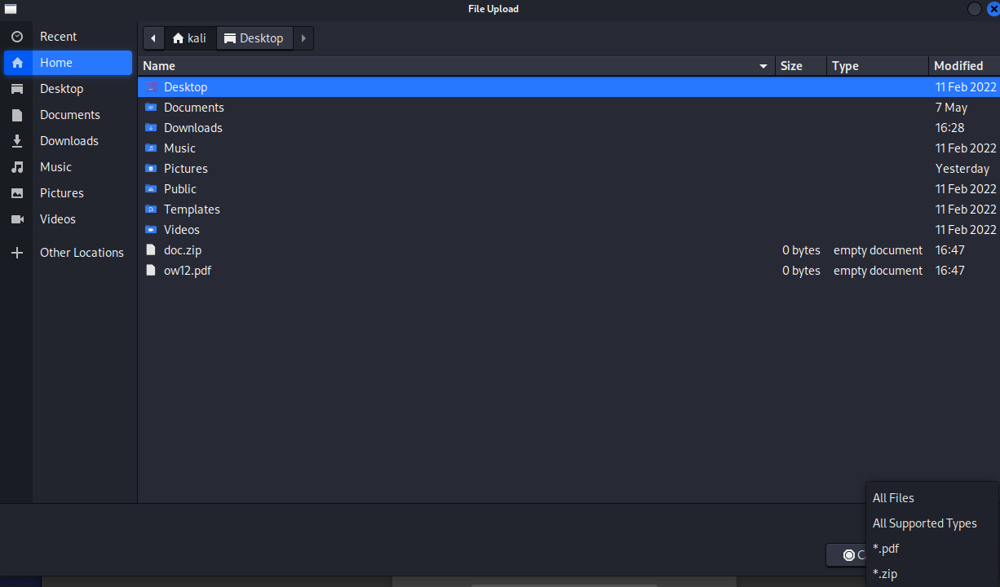 File Upload
Recent
Home
Desktop
Documents
Downloads
Music
Pictures
Videos
Other Locations
kali Desktop
Name Size Type Modified
Desktop 11 Feb 2022
Documents 7 May
Downloads 16:28
Music 11 Feb 2022
Pictures Yesterday
Public 11 Feb 2022
Templates 11 Feb 2022
Videos 11 Feb 2022
doc.zip 0 bytes empty document 16:47
ow12.pdf 0 bytes empty document 16:47
All Files
All Supported Types
*.pdf
*.zip